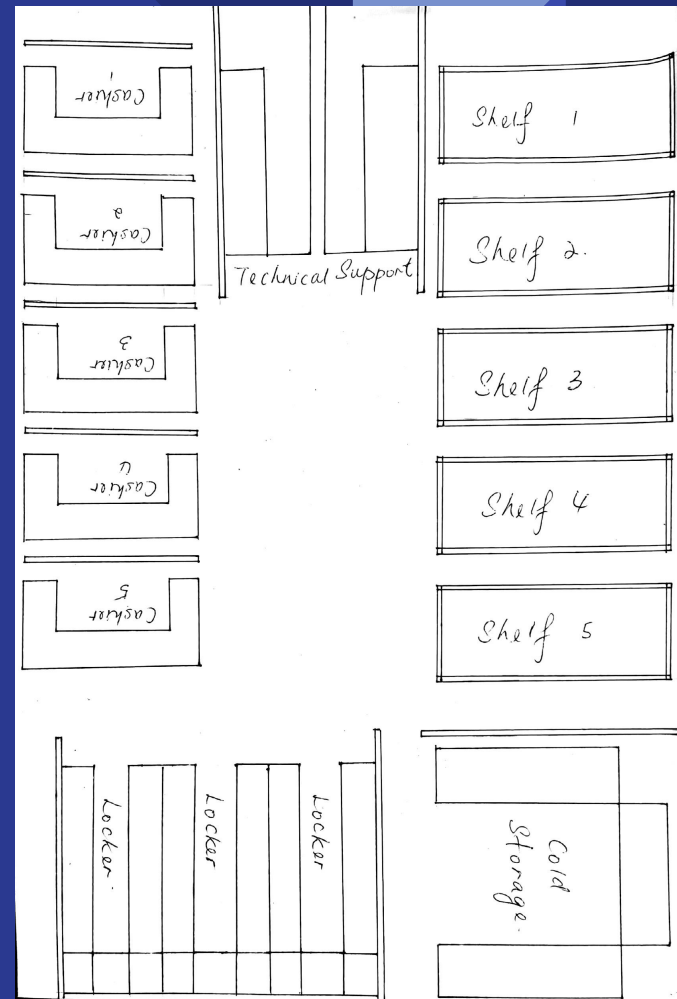 Cashier
1
Cashier
2
Cashier
3
Cashier
4
Cashier
5
Technical Support
Shelf 1
Shelf 2.
Shelf 3
Shelf 4
Shelf 5
Locker
Locker
Locker
Cold
Storage